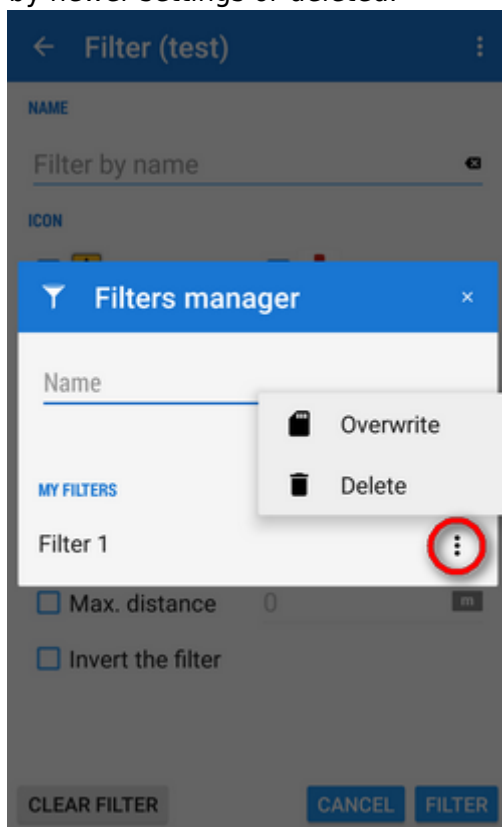 by newer settings or deleted.
Filter (test)
NAME
Filter by name
ICON
Filters manager
Name
Overwrite
Delete
MY FILTERS
Filter 1
Max. distance 0 m
Invert the filter
CLEAR FILTER CANCEL FILTER